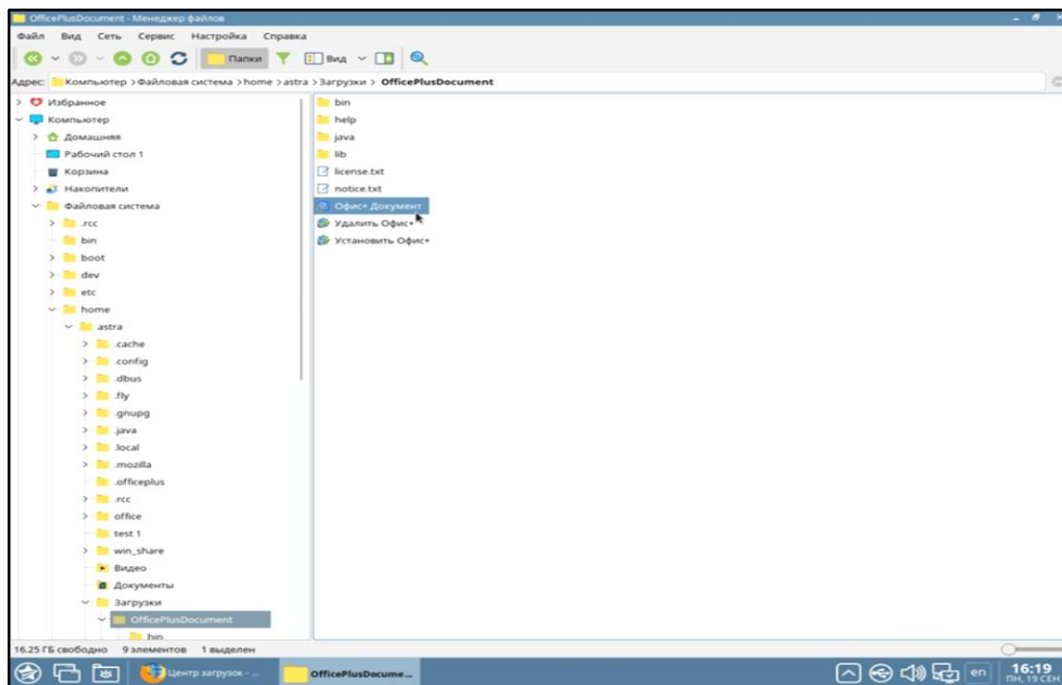 OfficePlusDocument - Менеджер файлов
Файл Вид Сеть Сервис Настройка Справка
Папки Вид
Адрес: Компьютер > Файловая система > home > astra > Загрузки > OfficePlusDocument
Избранное
Компьютер
Домашняя
Рабочий стол 1
Корзина
Накопители
Файловая система
.rcc
bin
boot
dev
etc
home
astra
.cache
.config
.dbus
.fly
.gnupg
.java
.local
.mozilla
.officeplus
.rcc
office
test 1
win_share
Видео
Документы
Загрузки
OfficePlusDocument
bin
bin
help
java
lib
license.txt
notice.txt
Офис+ Документ
Удалить Офис+
Установить Офис+
16.25 ГБ свободно 9 элементов 1 выделен
Центр загрузок - ... OfficePlusDocume... en 16:19
ПН, 19 СЕН